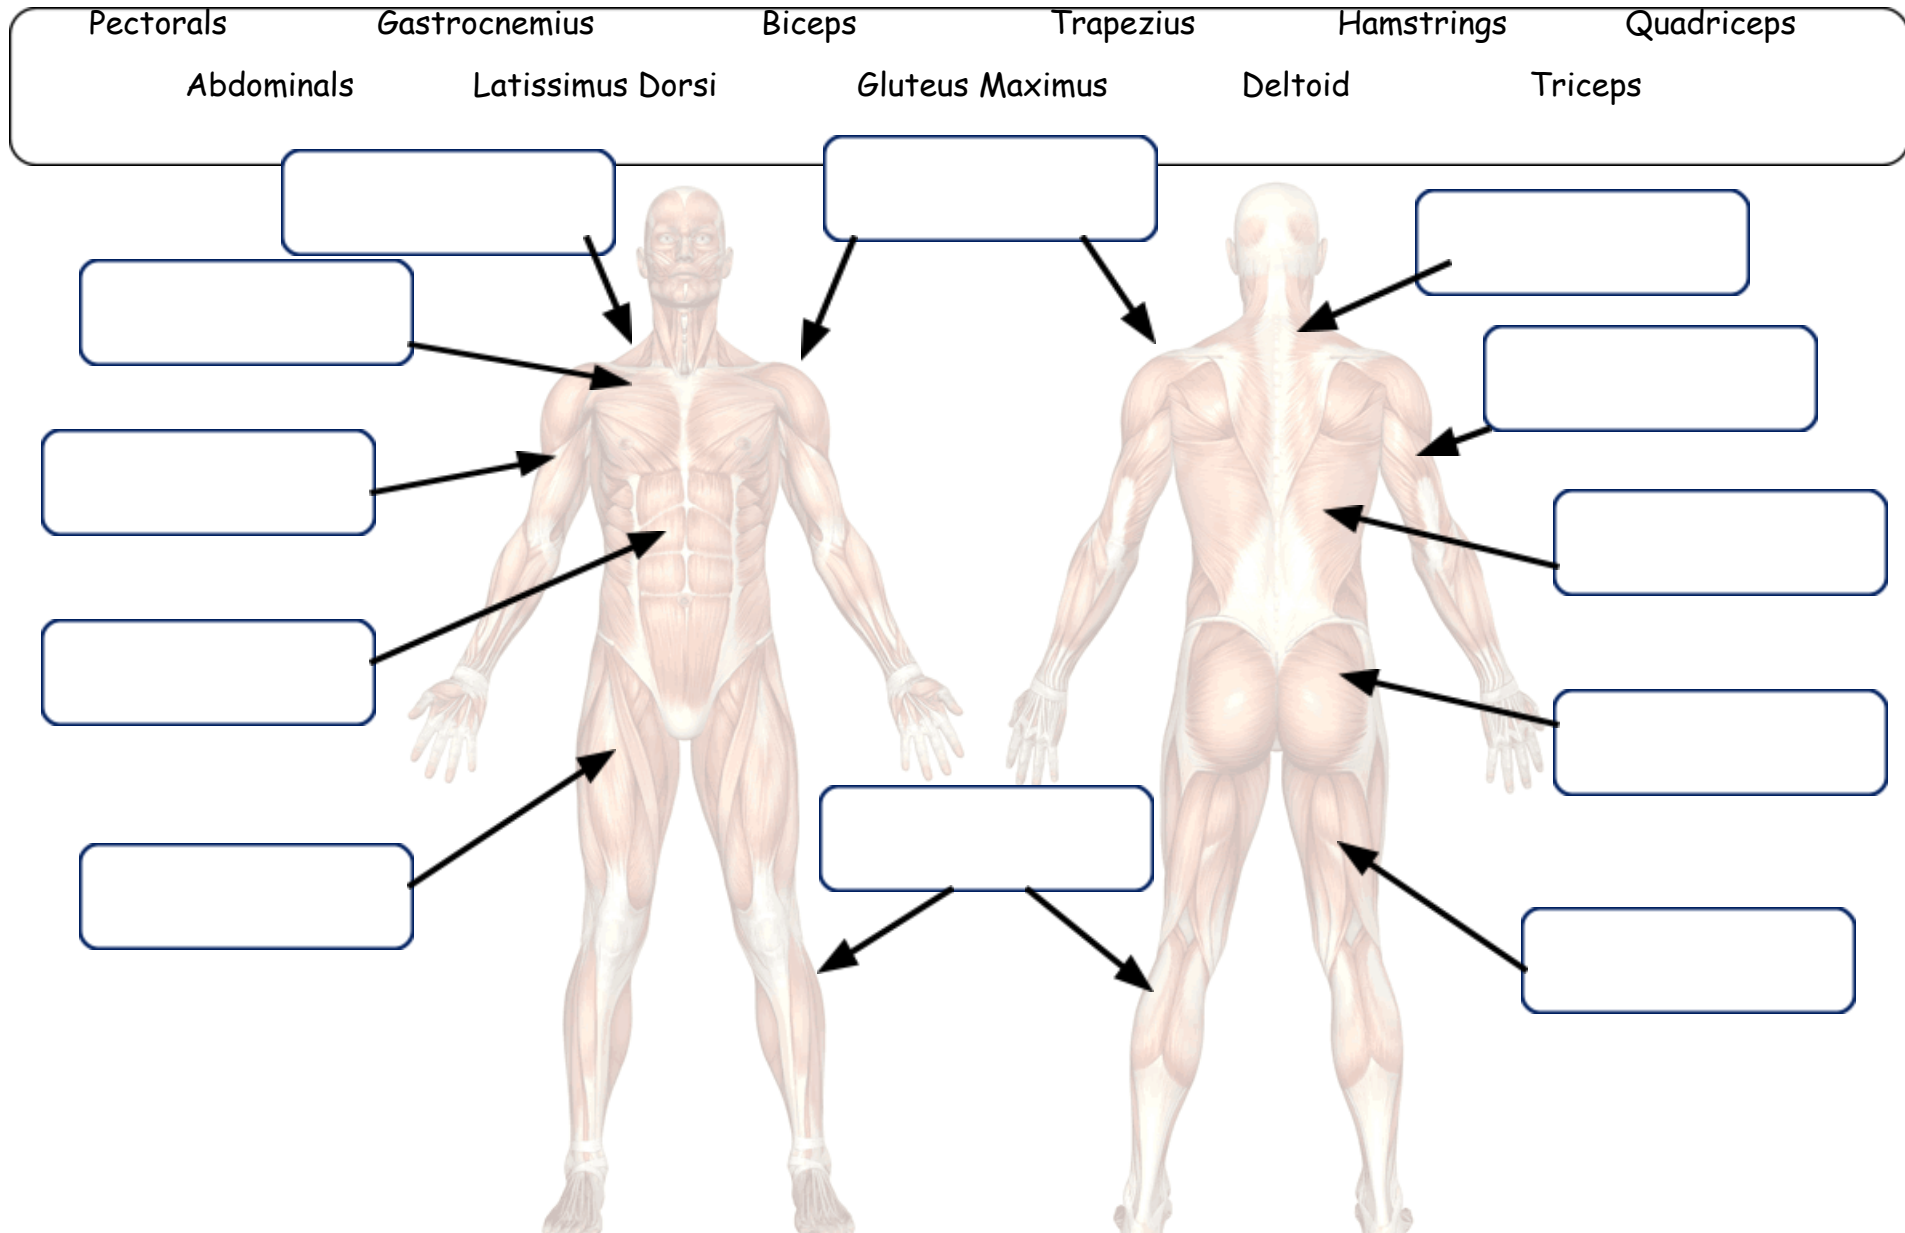 Pectorals Gastrocnemius Biceps Trapezius Hamstrings Quadriceps
Abdominals Latissimus Dorsi Gluteus Maximus Deltoid Triceps